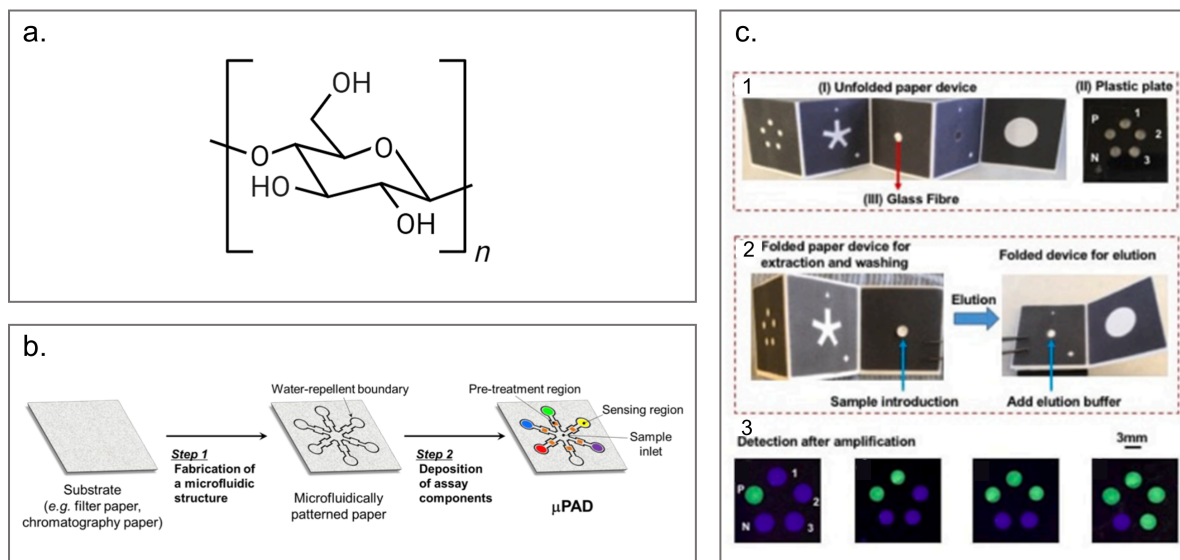 a.
OH
O
O
HO
OH
n
b.
Water-repellent boundary
Pre-treatment region
Sensing region
Sample
inlet
Step 1
Fabrication of
a microfluidic
structure
Step 2
Deposition
of assay
components
Substrate
(e.g. filter paper,
chromatography paper)
Microfluidically
patterned paper
μPAD
c.
1
(I) Unfolded paper device
(II) Plastic plate
P
1
2
N
3
(III) Glass Fibre
2
Folded paper device for
extraction and washing
Folded device for elution
Elution
Sample introduction
Add elution buffer
3
Detection after amplification
3mm
P
1
2
N
3